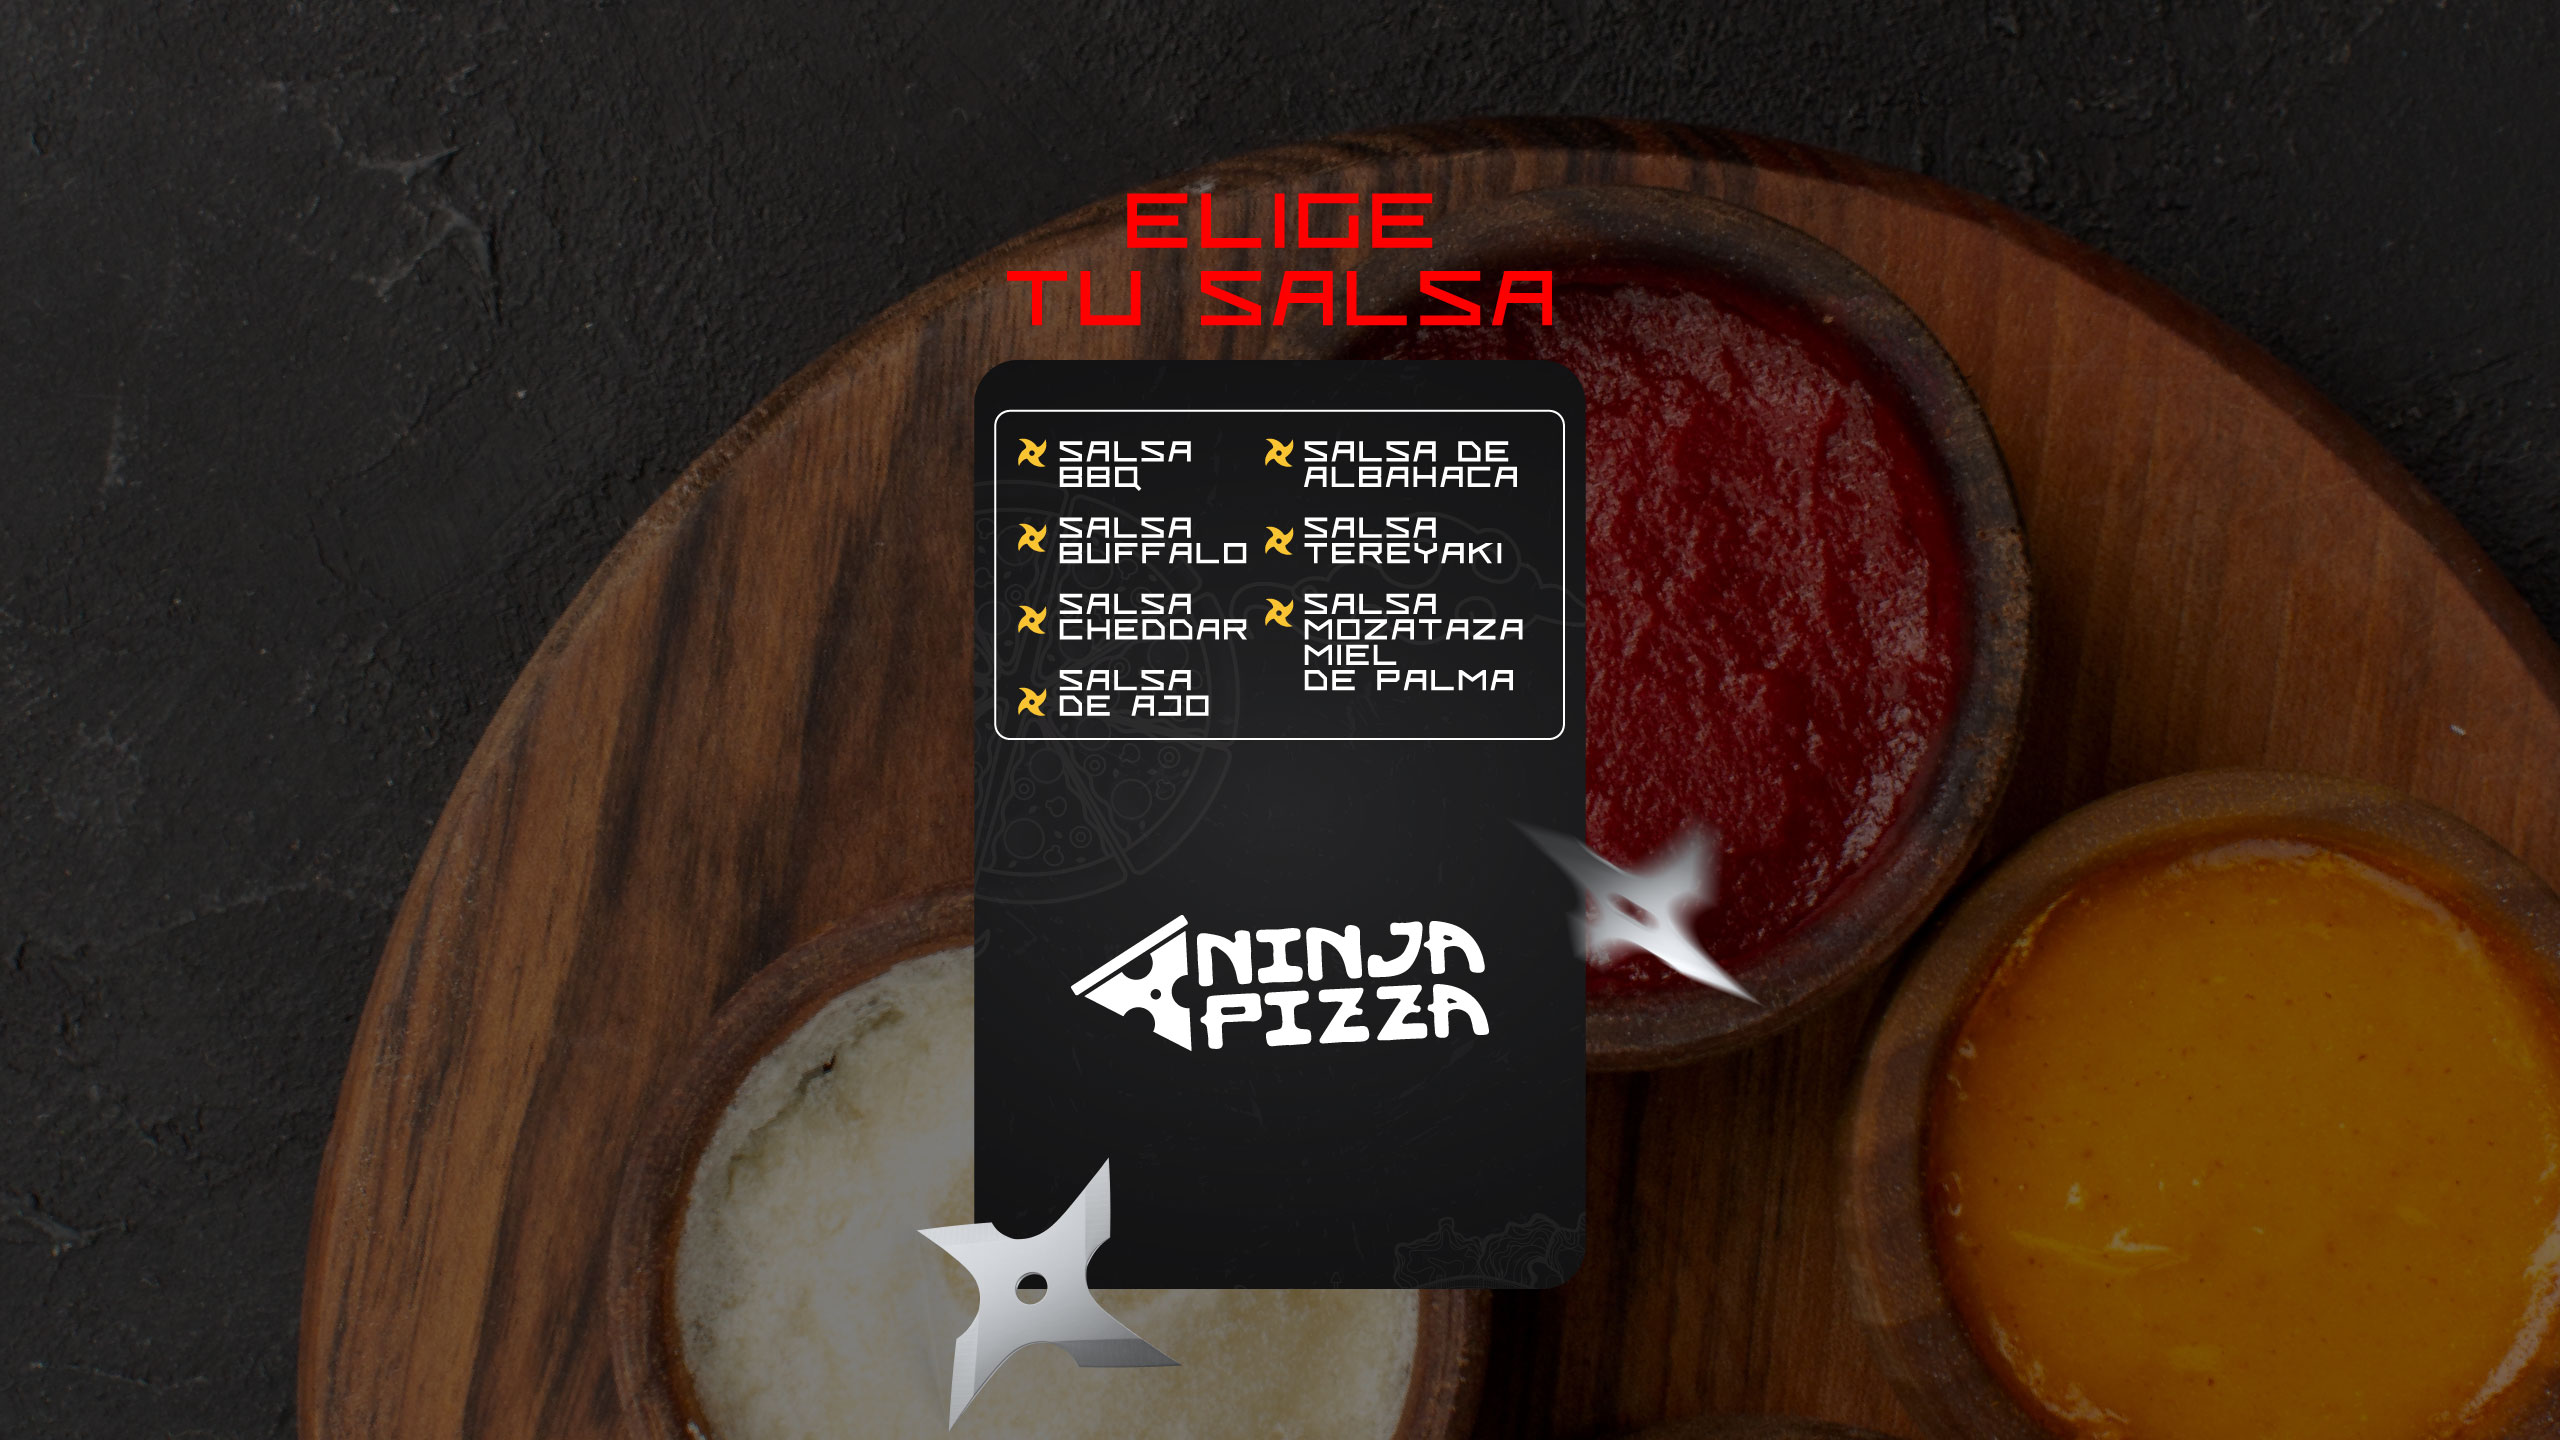 ELIGE
TU SALSA
SALSA
BBQ
SALSA
BUFFALO
SALSA
CHEDDAR
SALSA
DE AJO
SALSA DE
ALBAHACA
SALSA
TEREYAKI
SALSA
MOZATAZA
MIEL
DE PALMA
NINJA
PIZZA